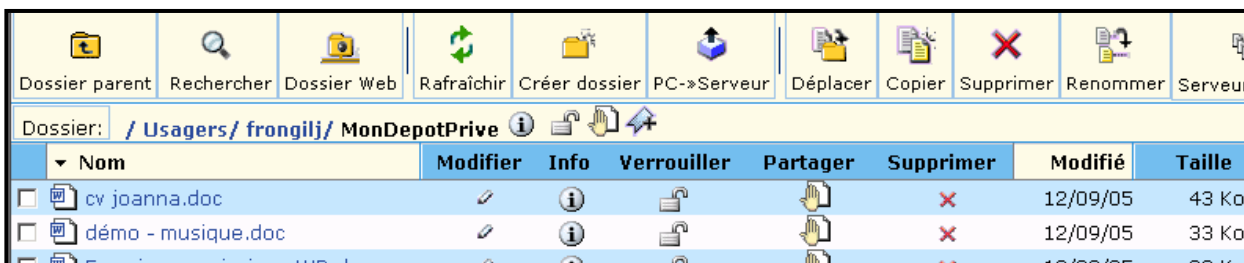 Dossier parent Rechercher Dossier Web Rafraîchir Créer dossier PC-»Serveur Déplacer Copier Supprimer Renommer Serveur
Dossier: / Usagers/ frongilj/ MonDepotPrive
Nom Modifier Info Verrouiller Partager Supprimer Modifié Taille
cv joanna.doc 12/09/05 43 Ko
démo - musique.doc 12/09/05 33 Ko